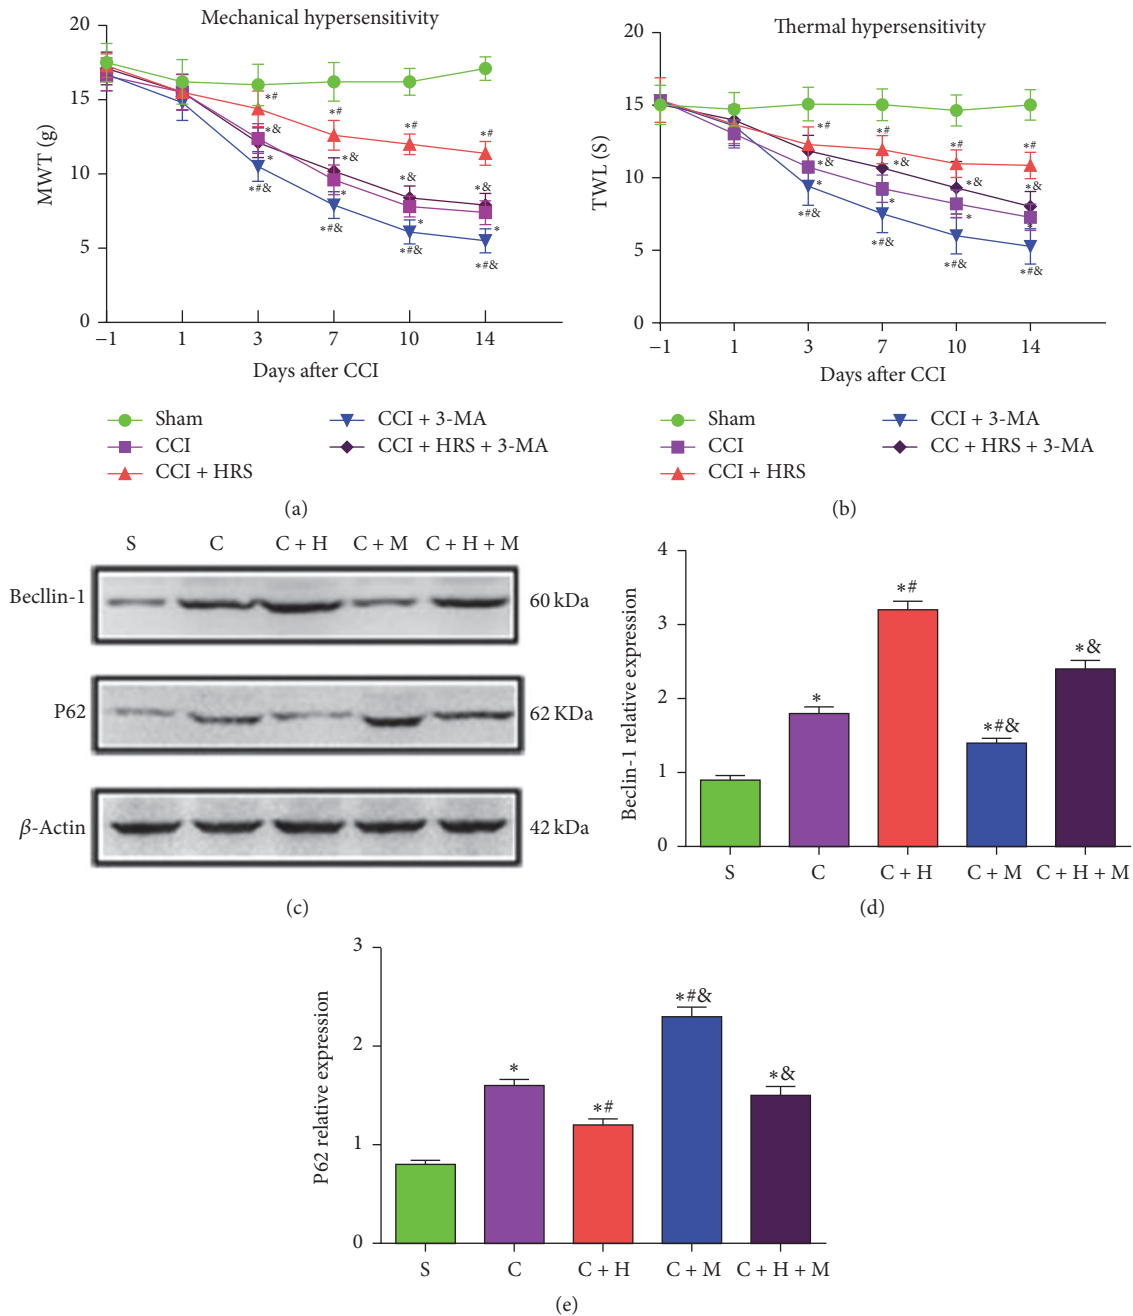 Mechanical hypersensitivity
20
15
10
5
0
MWT (g)
*#
*#
*#
*#
*&
*
*#&
*&
*
*#&
*&
*
*#&
*&
*
*#&
−1 1 3 7 10 14
Days after CCI
Sham
CCI
CCI + HRS
CCI + 3-MA
CCI + HRS + 3-MA
(a)
Thermal hypersensitivity
20
15
10
5
0
TWL (S)
*#
*#
*#
*#
*&
*
*#&
*&
*
*#&
*&
*
*#&
*&
*
*#&
−1 1 3 7 10 14
Days after CCI
Sham
CCI
CCI + HRS
CCI + 3-MA
CC + HRS + 3-MA
(b)
S C C + H C + M C + H + M
Becllin-1 60 kDa
P62 62 KDa
β-Actin 42 kDa
(c)
4
3
2
1
0
Beclin-1 relative expression
*
*#
*#&
*&
S C C + H C + M C + H + M
(d)
3
2
1
0
P62 relative expression
*
*#
*#&
*&
S C C + H C + M C + H + M
(e)